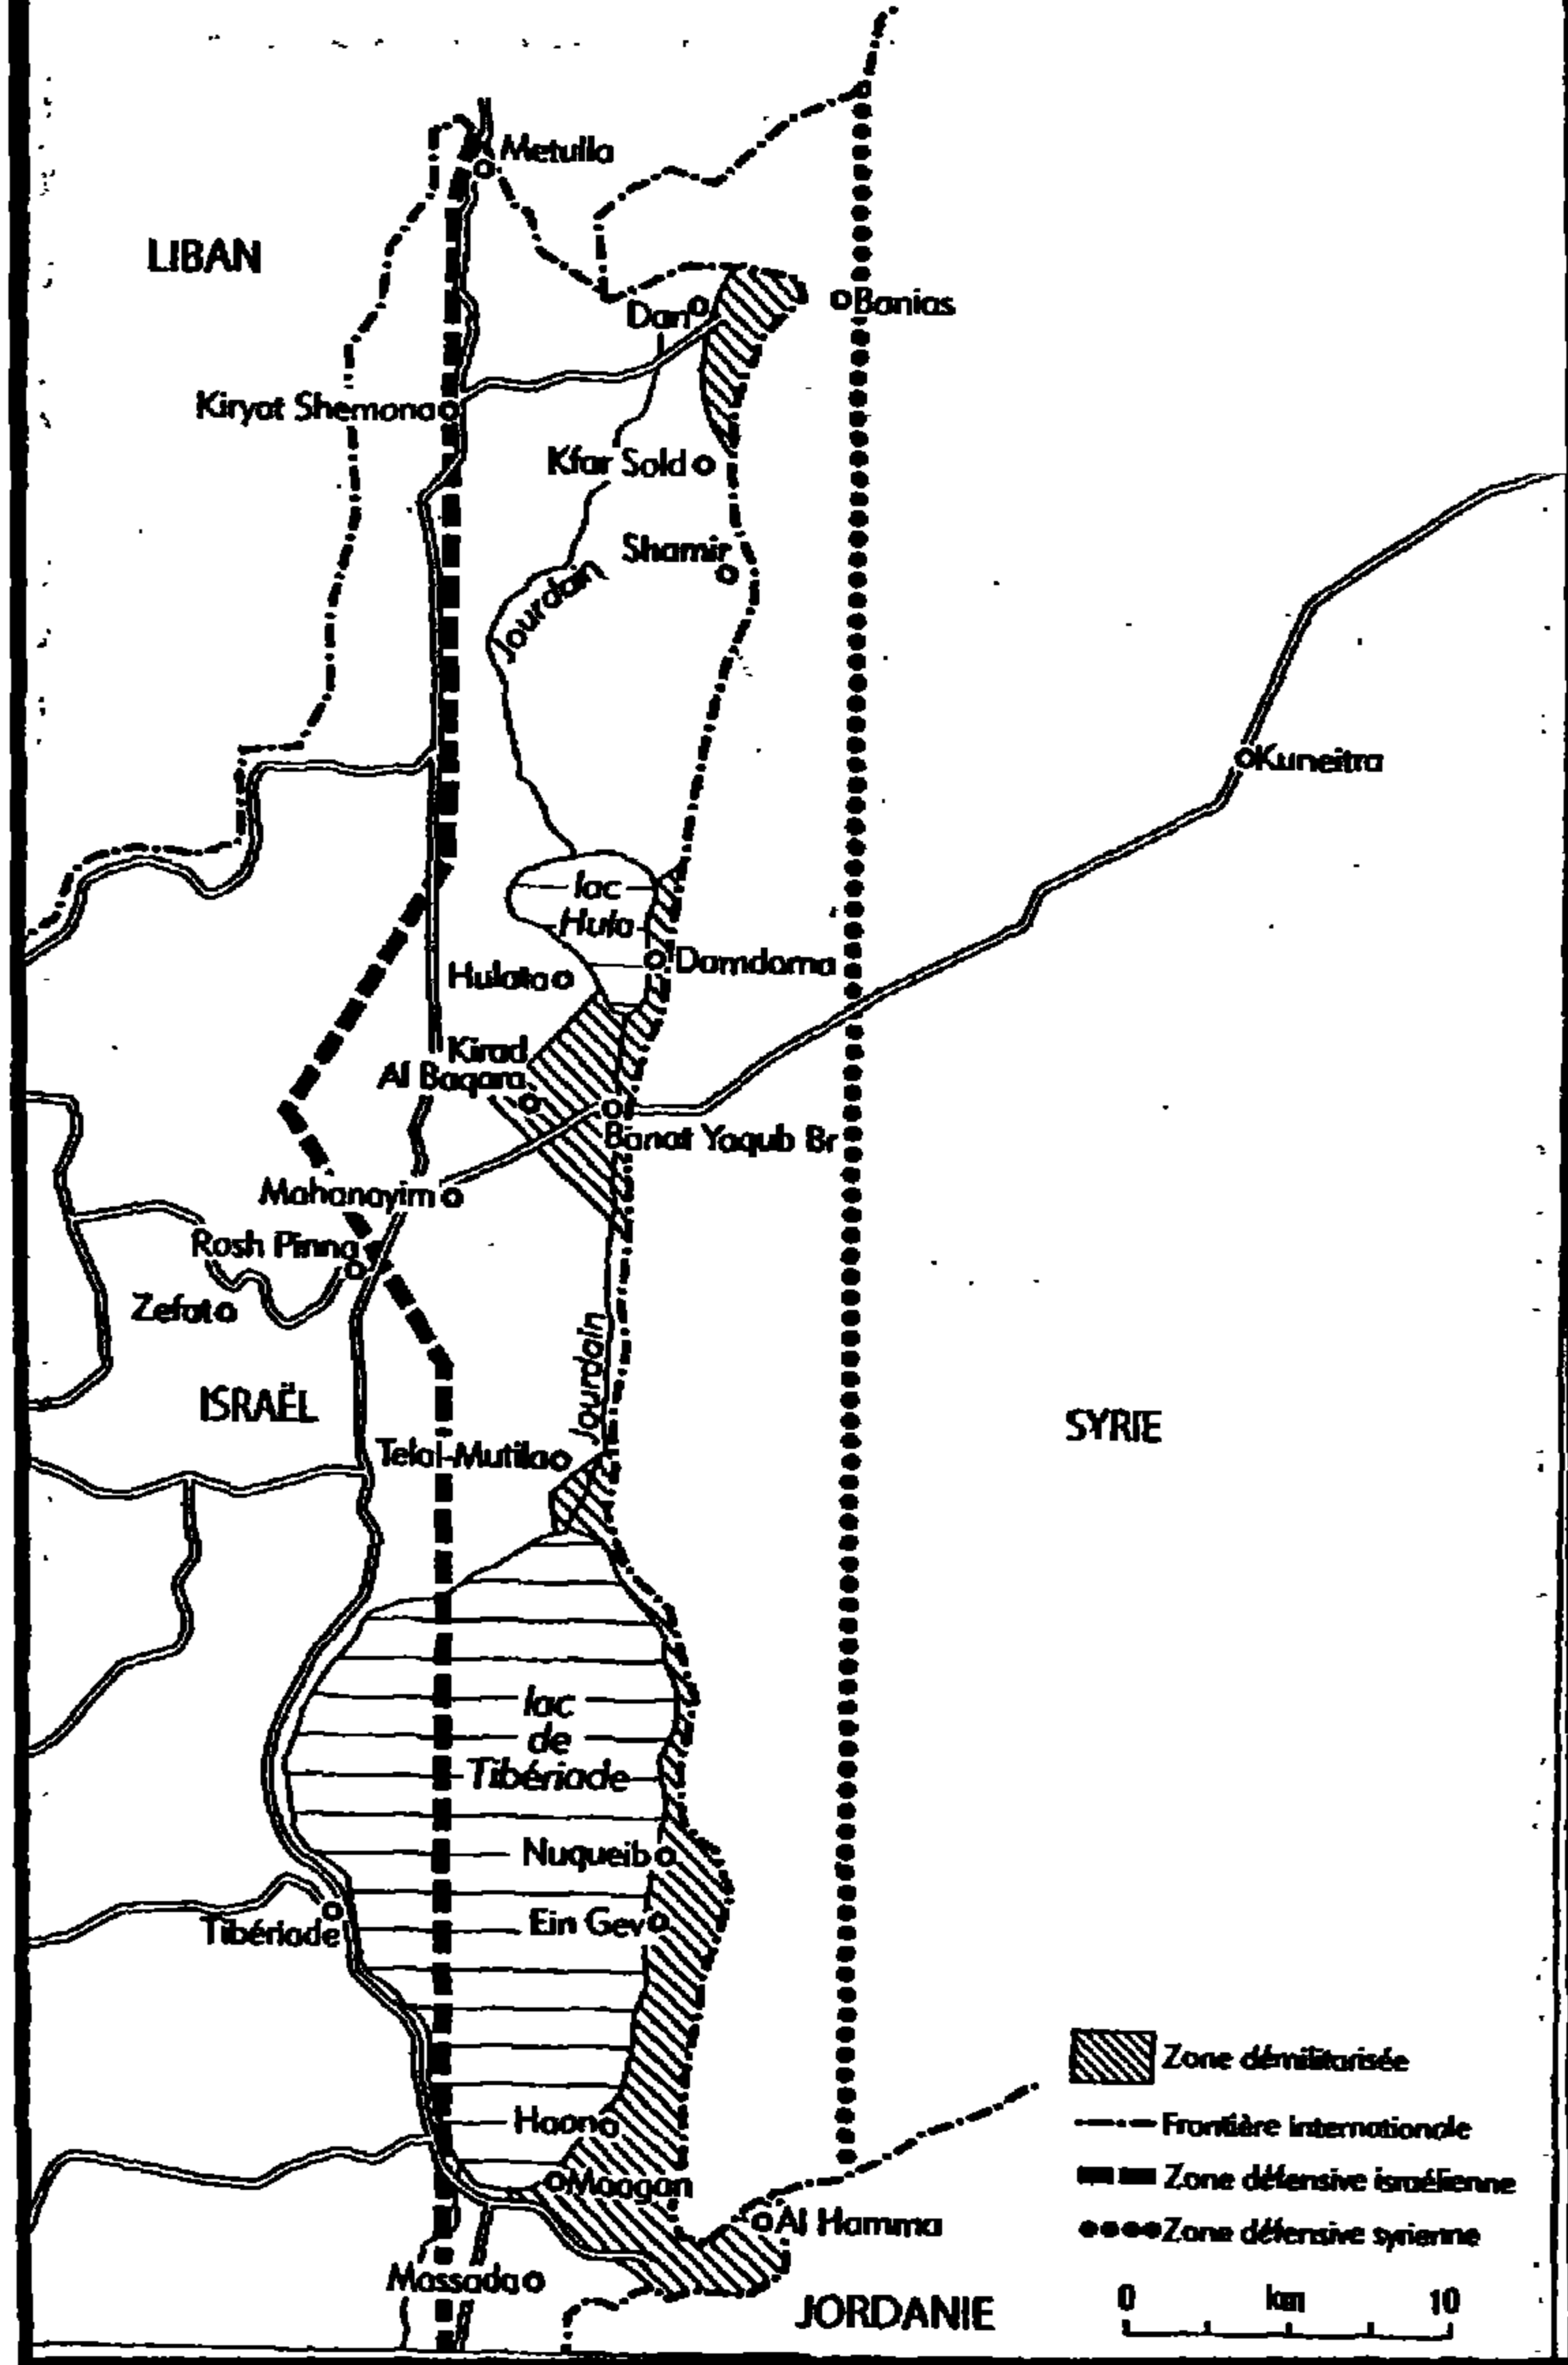 Metulla
LIBAN
Dan
Banias
Kiryat Shemona
Kfar Sold
Shamir
Jourdain
Kuneitra
lac
Hula
Damdorna
Hulata
Kirad
Al Baqara
Banat Yaqub Br
Mahanayim
Rosh Pinna
Zefat
Jourdain
ISRAËL
SYRIE
Telal-Mutila
lac
de
Tibériade
Nuqueib
Ein Gev
Tibériade
Zone démilitarisée
Haon
Frontière internationale
Maagan
Zone défensive israélienne
Al Hamma
Zone défensive syrienne
Massada
JORDANIE
0 km 10